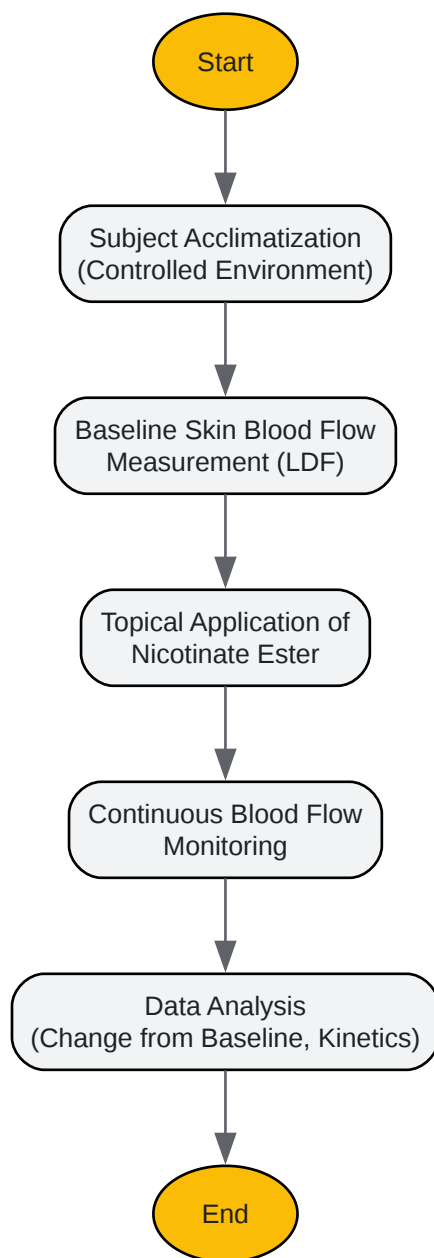 Start
Subject Acclimatization
(Controlled Environment)
Baseline Skin Blood Flow
Measurement (LDF)
Topical Application of
Nicotinate Ester
Continuous Blood Flow
Monitoring
Data Analysis
(Change from Baseline, Kinetics)
End